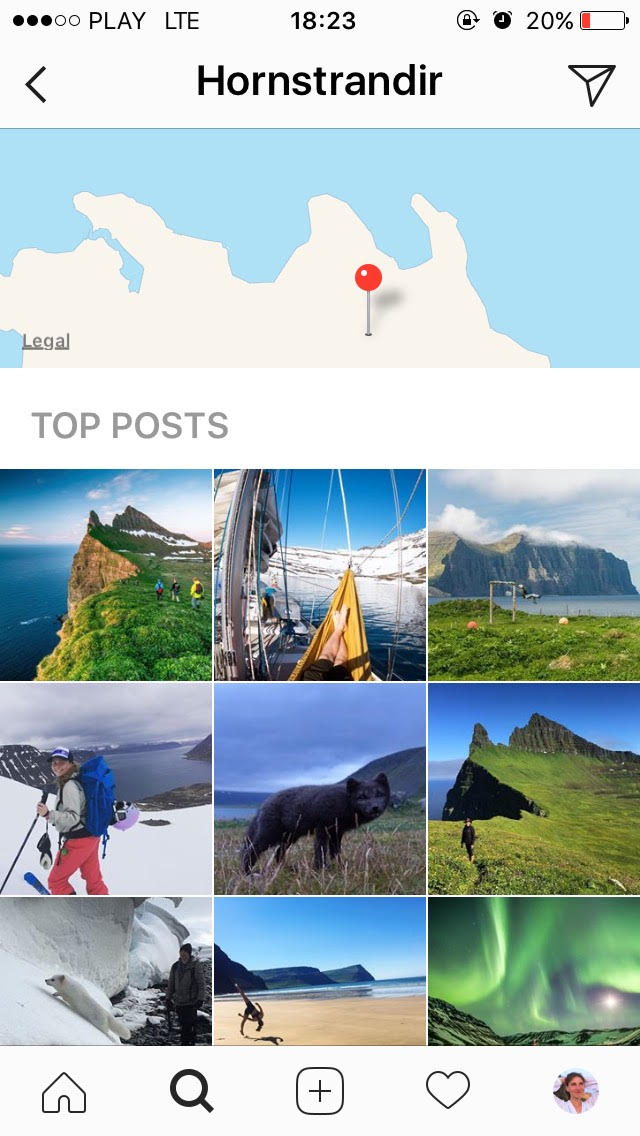 PLAY LTE 18:23 20%
Hornstrandir
Legal
TOP POSTS